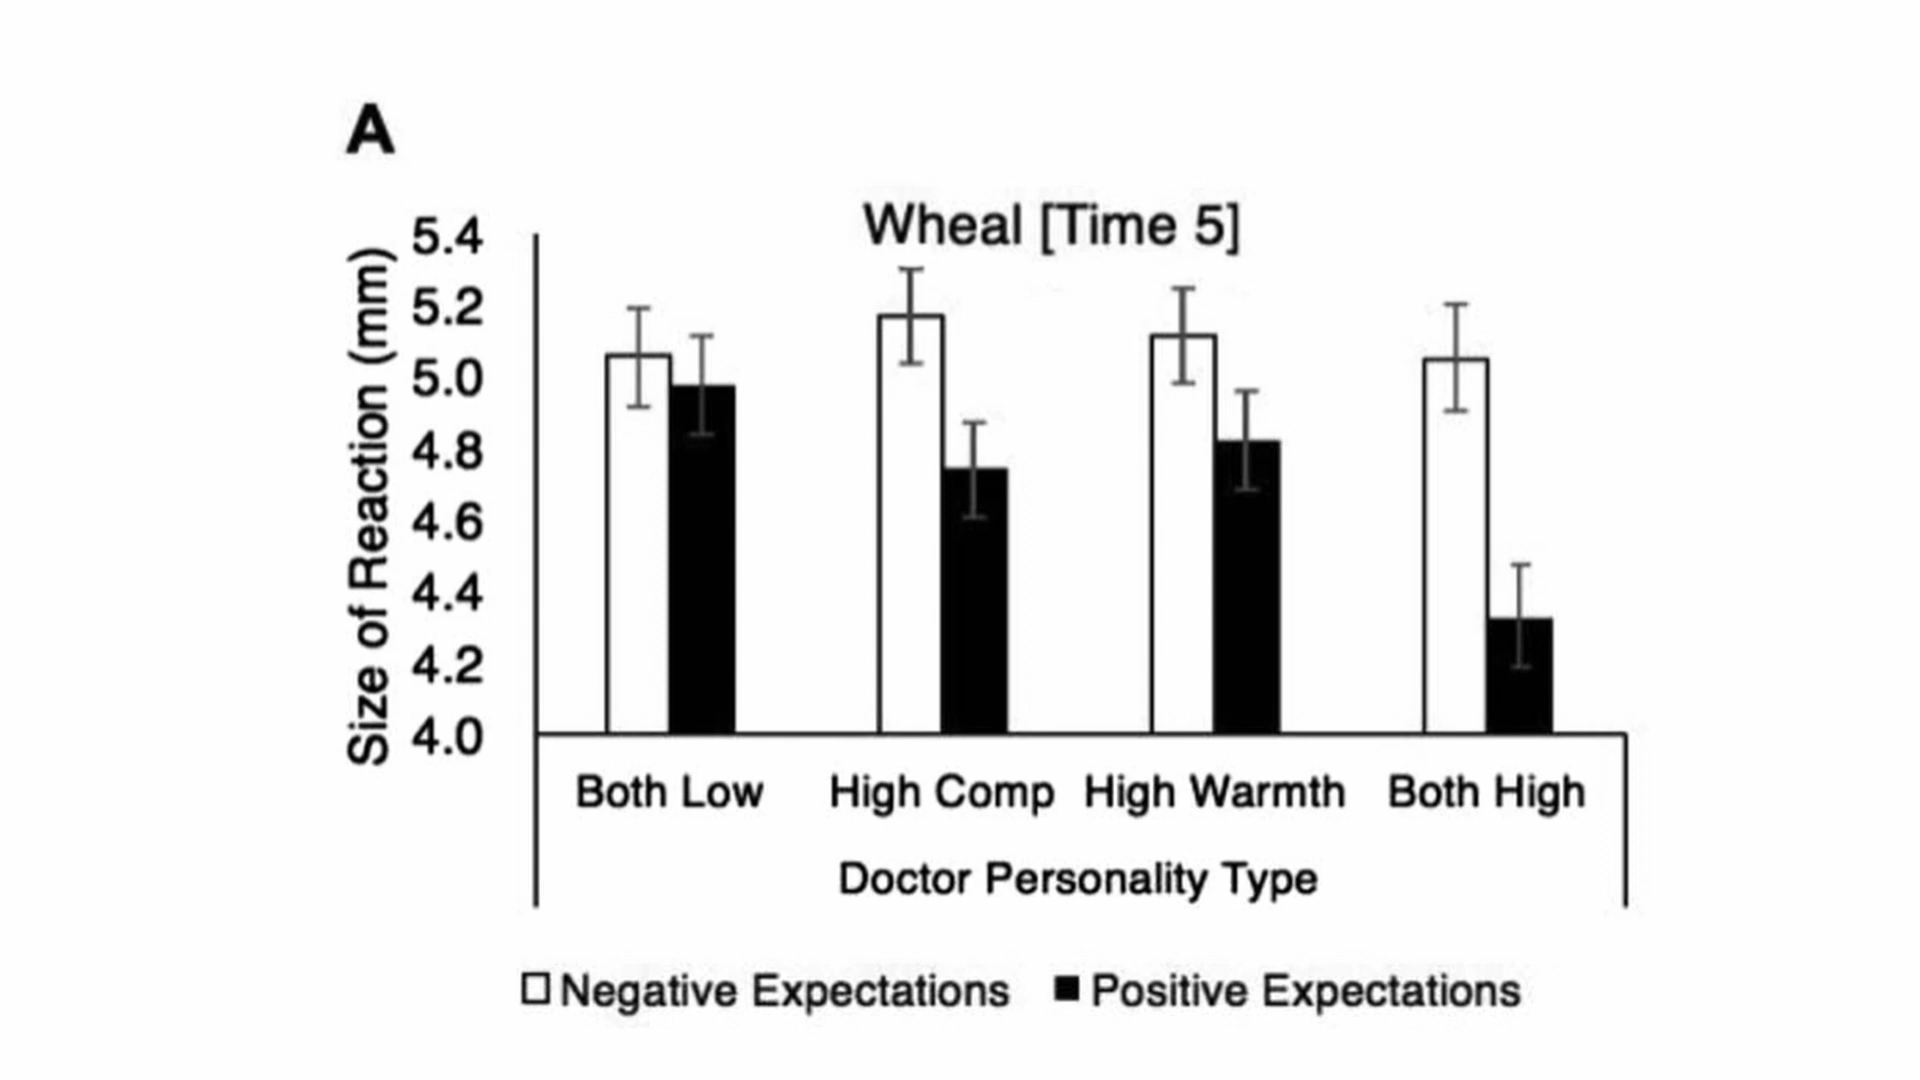 A
Wheal [Time 5]
Size of Reaction (mm)
5.4
5.2
5.0
4.8
4.6
4.4
4.2
4.0
Both Low High Comp High Warmth Both High
Doctor Personality Type
Negative Expectations Positive Expectations